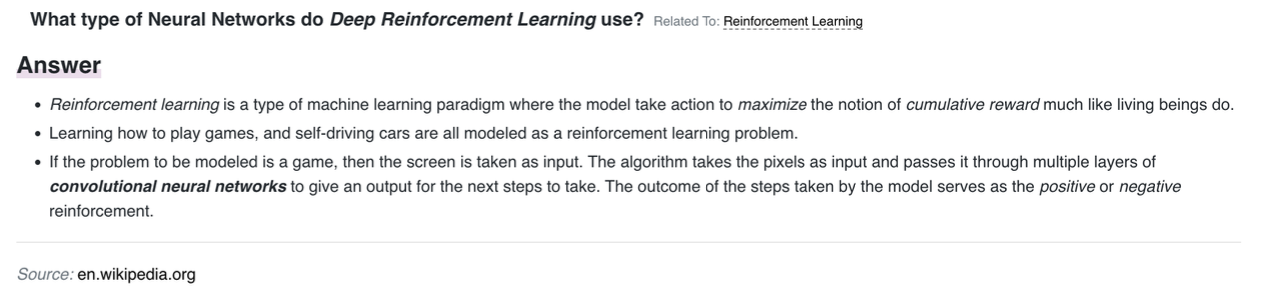 What type of Neural Networks do Deep Reinforcement Learning use? Related To: Reinforcement Learning
Answer
• Reinforcement learning is a type of machine learning paradigm where the model take action to maximize the notion of cumulative reward much like living beings do.
• Learning how to play games, and self-driving cars are all modeled as a reinforcement learning problem.
• If the problem to be modeled is a game, then the screen is taken as input. The algorithm takes the pixels as input and passes it through multiple layers of
convolutional neural networks to give an output for the next steps to take. The outcome of the steps taken by the model serves as the positive or negative
reinforcement.
Source: en.wikipedia.org